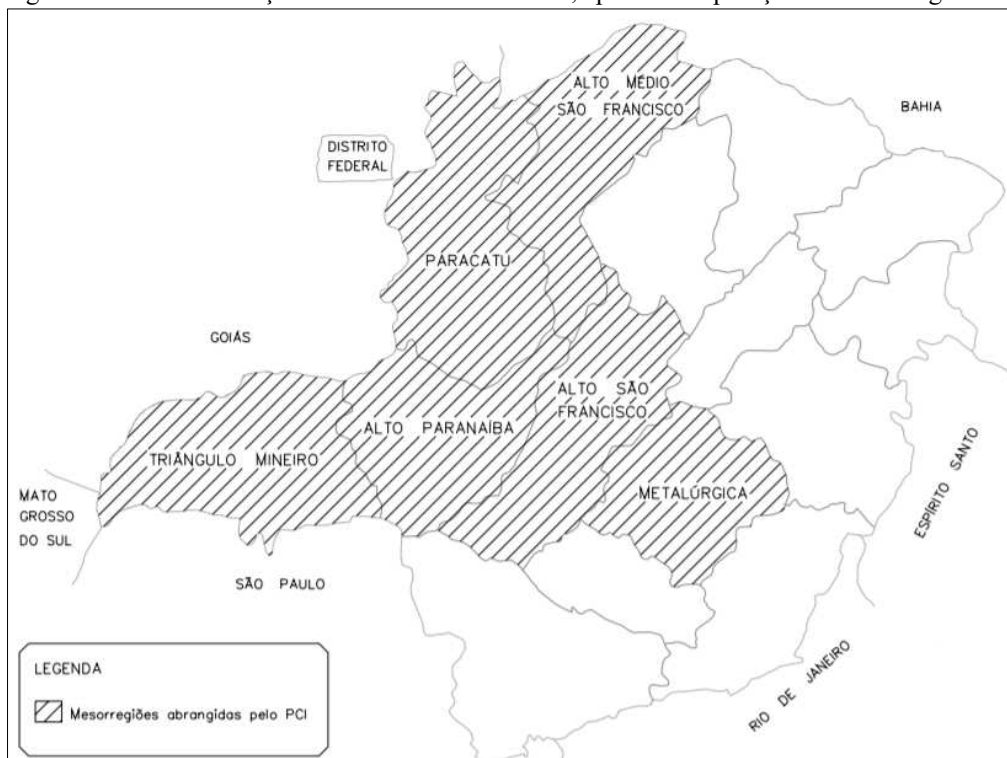 ALTO MÉDIO
SÃO FRANCISCO
BAHIA
DISTRITO
FEDERAL
PARACATÚ
GOIÁS
ALTO SÃO
FRANCISCO
ALTO PARANAÍBA
TRIÂNGULO MINEIRO
METALÚRGICA
MATO
GROSSO
DO SUL
ESPÍRITO SANTO
SÃO PAULO
RIO DE JANEIRO
LEGENDA
Mesorregiões abrangidas pelo PCI